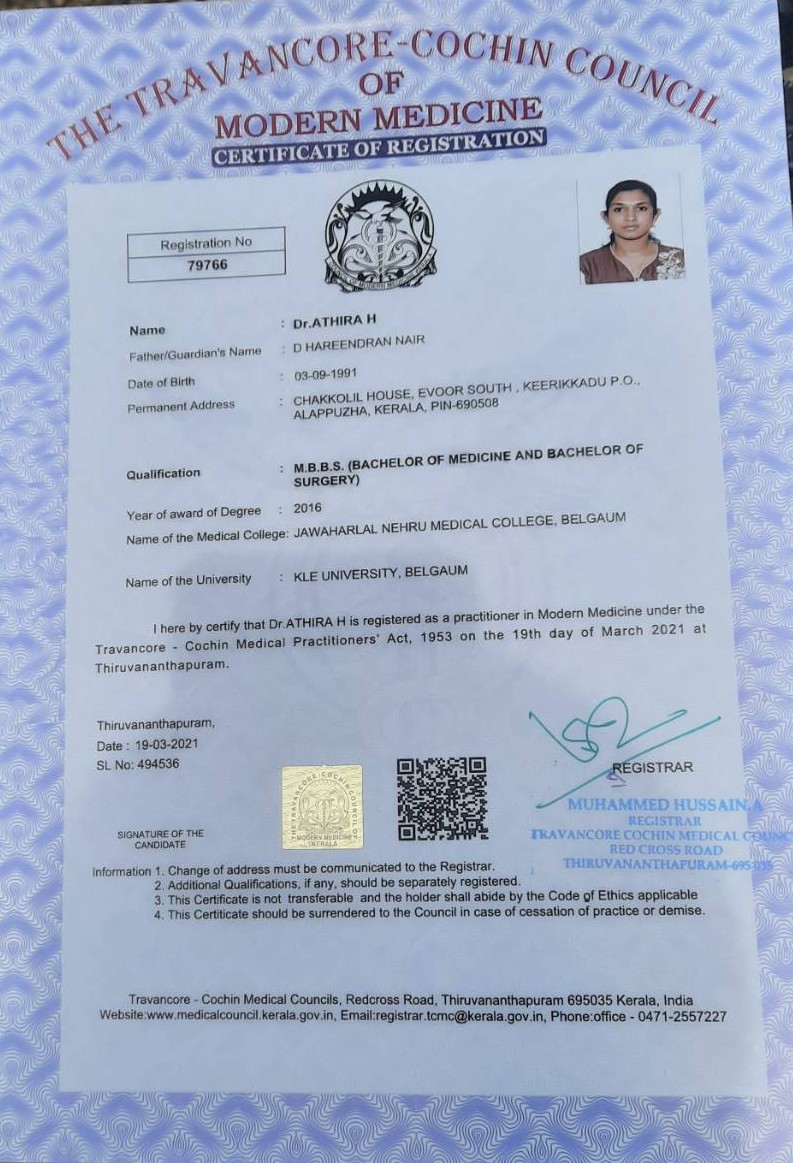 THE TRAVANCORE-COCHIN COUNCIL
OF
MODERN MEDICINE
CERTIFICATE OF REGISTRATION
Registration No
79766
Name : Dr.ATHIRA H
Father/Guardian's Name : D HAREENDRAN NAIR
Date of Birth : 03-09-1991
Permanent Address : CHAKKOLIL HOUSE, EVOOR SOUTH , KEERIKKADU P.O.,
ALAPPUZHA, KERALA, PIN-690508
Qualification : M.B.B.S. (BACHELOR OF MEDICINE AND BACHELOR OF
SURGERY)
Year of award of Degree : 2016
Name of the Medical College: JAWAHARLAL NEHRU MEDICAL COLLEGE, BELGAUM
Name of the University : KLE UNIVERSITY, BELGAUM
I here by certify that Dr.ATHIRA H is registered as a practitioner in Modern Medicine under the
Travancore - Cochin Medical Practitioners' Act, 1953 on the 19th day of March 2021 at
Thiruvananthapuram.
Thiruvananthapuram,
Date : 19-03-2021
SL No: 494536
REGISTRAR
MUHAMMED HUSSAIN.A
REGISTRAR
TRAVANCORE COCHIN MEDICAL COUNC
RED CROSS ROAD
THIRUVANANTHAPURAM-695035
THE TRAVANCORE-COCHIN COUNCIL OF
MODERN MEDICINE
KERALA
SIGNATURE OF THE
CANDIDATE
Information 1. Change of address must be communicated to the Registrar.
2. Additional Qualifications, if any, should be separately registered.
3. This Certificate is not transferable and the holder shall abide by the Code of Ethics applicable
4. This Certiticate should be surrendered to the Council in case of cessation of practice or demise.
Travancore - Cochin Medical Councils, Redcross Road, Thiruvananthapuram 695035 Kerala, India
Website:www.medicalcouncil.kerala.gov.in, Email:registrar.tcmc@kerala.gov.in, Phone:office - 0471-2557227